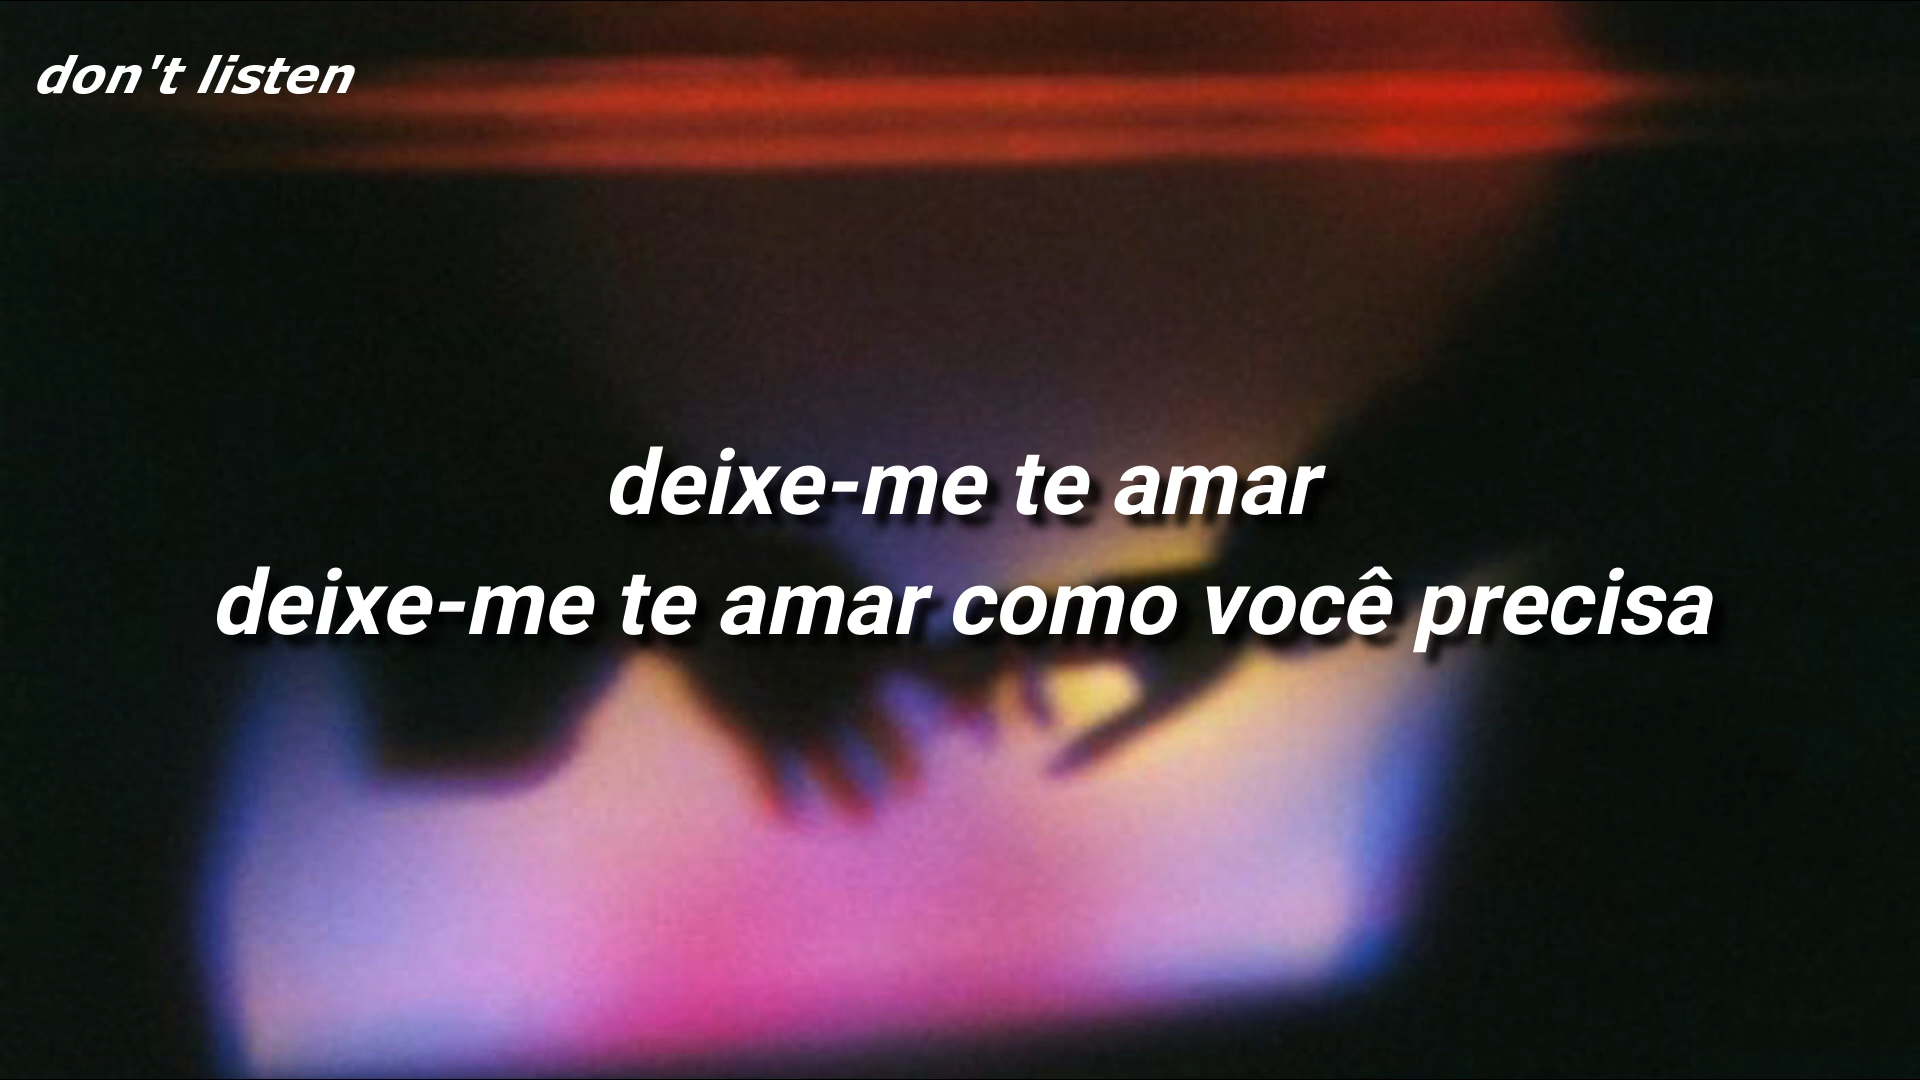 don't listen
deixe-me te amar
deixe-me te amar como você precisa